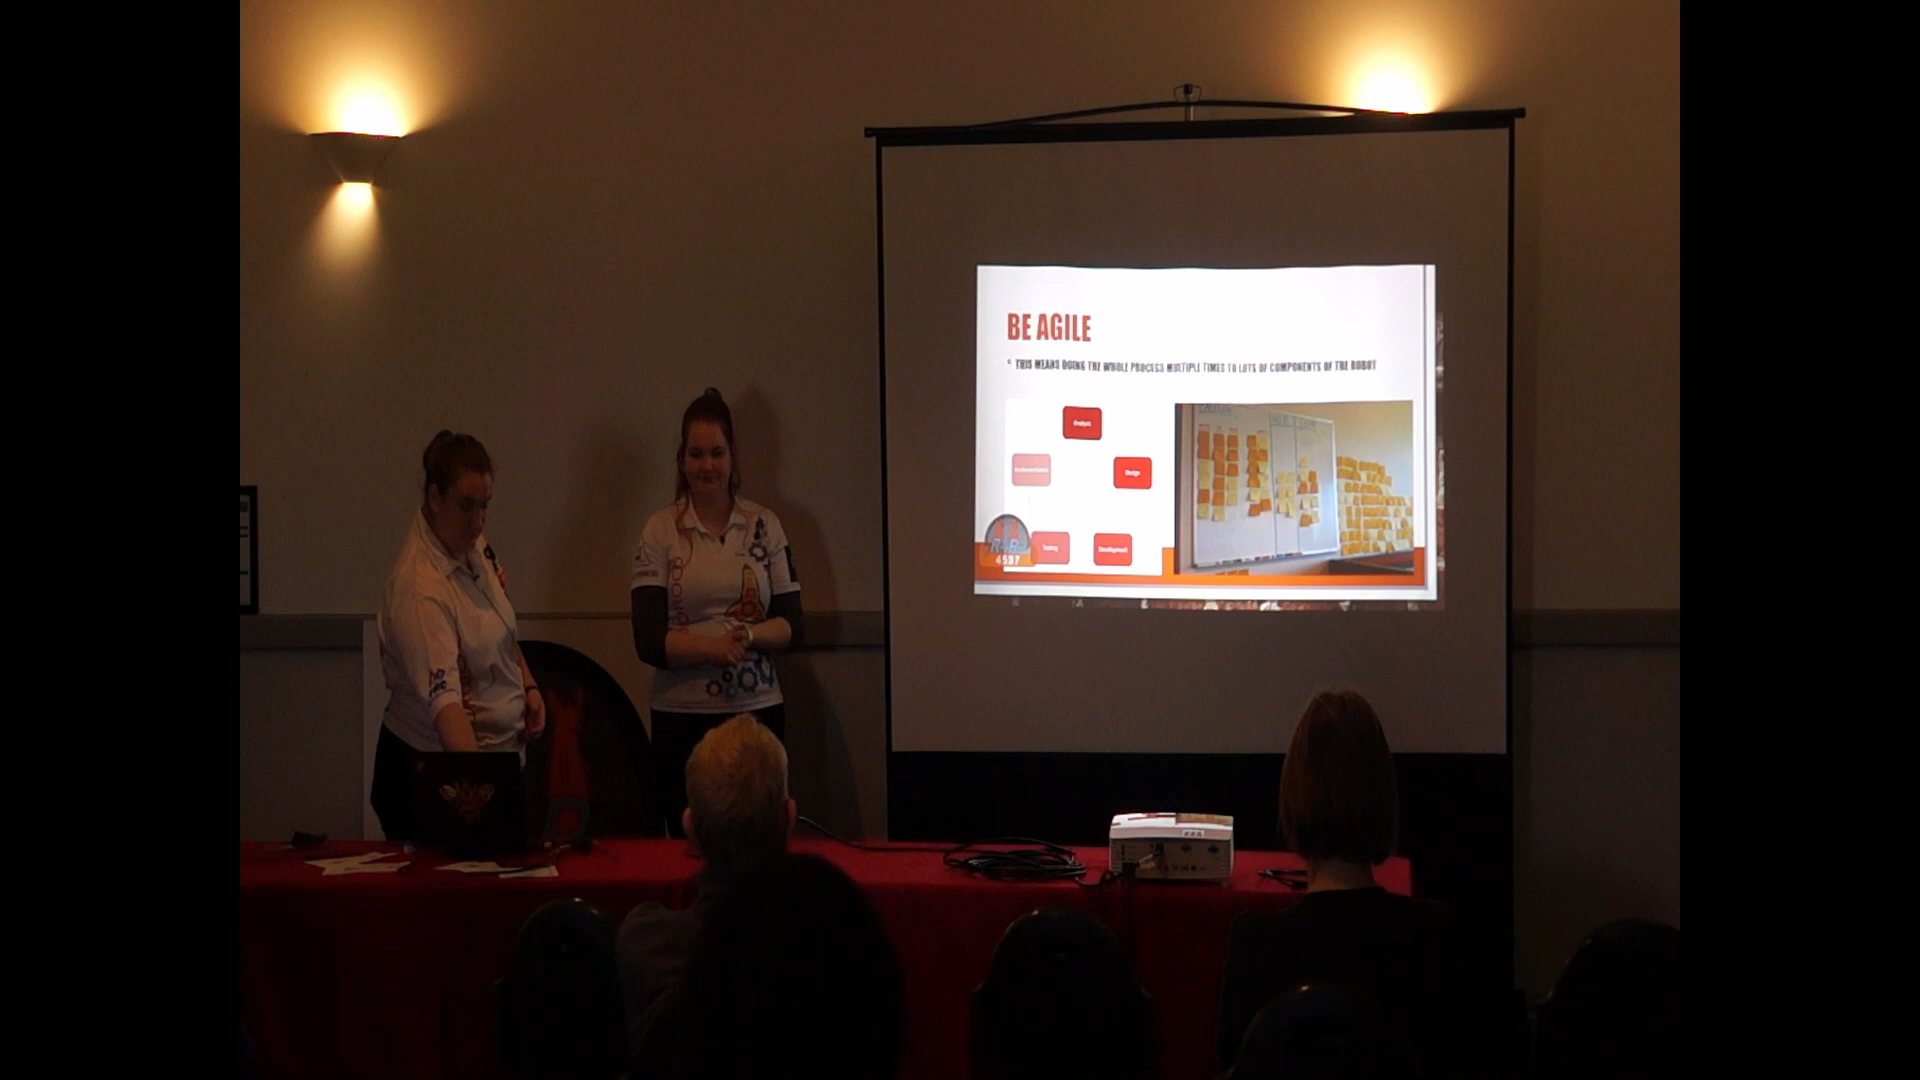 BE AGILE
• THIS MEANS DOING THE WHOLE PROCESS MULTIPLE TIMES TO LOTS OF COMPONENTS OF THE ROBOT
Analysis
Implementation
Design
Testing
Development
4537